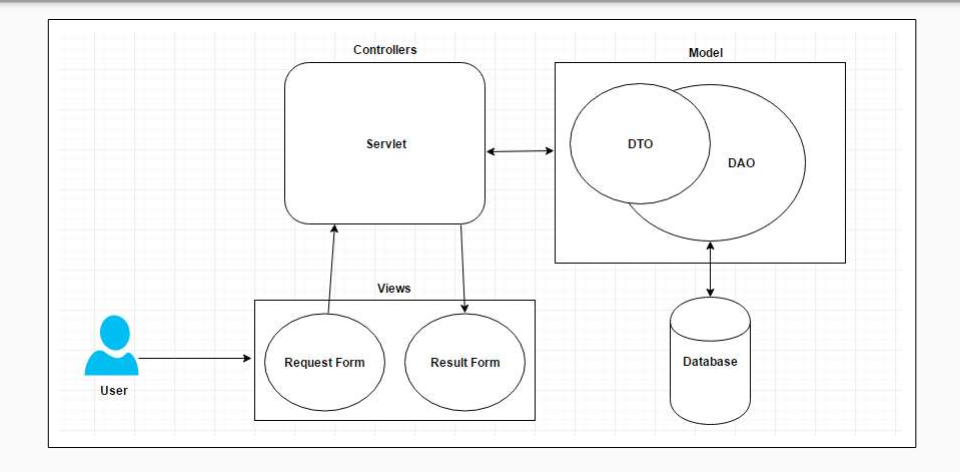 Controllers
Model
Servlet
DTO
DAO
Views
Request Form
Result Form
Database
User